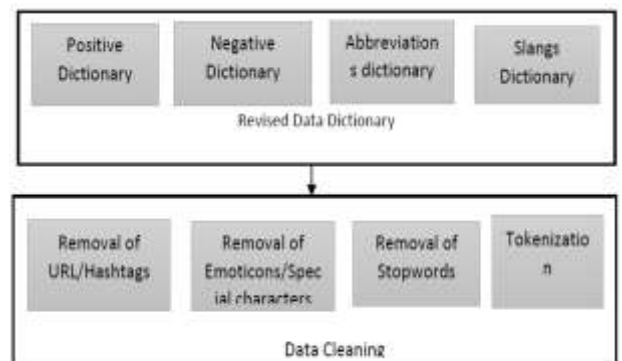 Positive
Dictionary
Negative
Dictionary
Abbreviation
s dictionary
Slangs
Dictionary
Revised Data Dictionary
Removal of
URL/Hashtags
Removal of
Emoticons/Spec
ial characters
Removal of
Stopwords
Tokenizatio
n
Data Cleaning